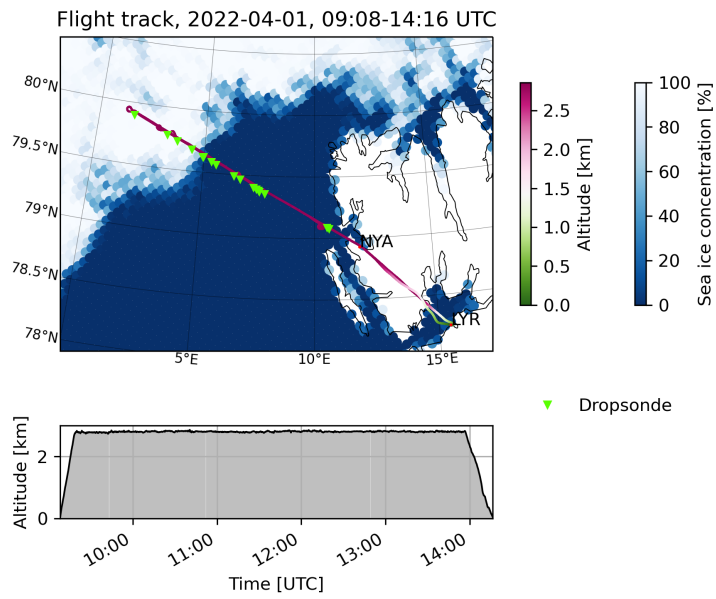 Flight track, 2022-04-01, 09:08-14:16 UTC
80°N
79.5°N
79°N
78.5°N
78°N
5°E
10°E
15°E
NYA
LYR
2.5
2.0
1.5
1.0
0.5
0.0
Altitude [km]
100
80
60
40
20
0
Sea ice concentration [%]
Dropsonde
2
0
Altitude [km]
10:00
11:00
12:00
13:00
14:00
Time [UTC]